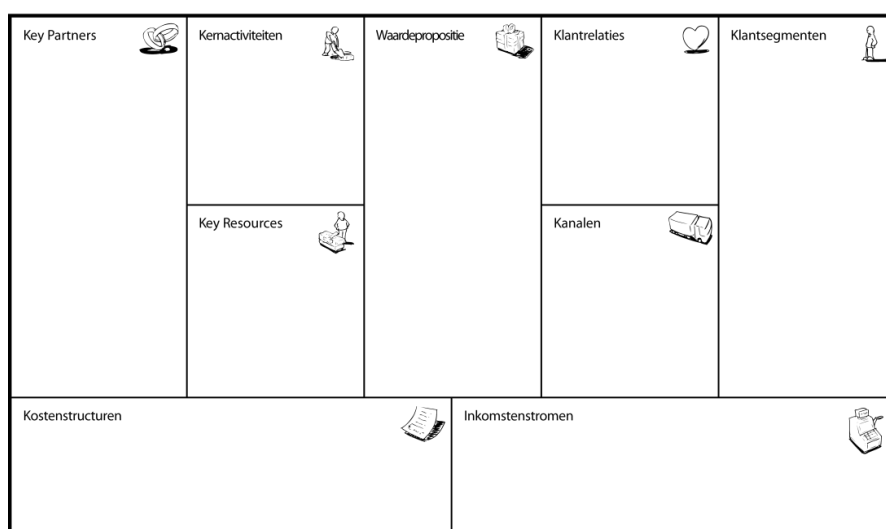 Key Partners
Kernactiviteiten
Waardepropositie
Klantrelaties
Klantsegmenten
Key Resources
Kanalen
Kostenstructuren
Inkomstenstromen